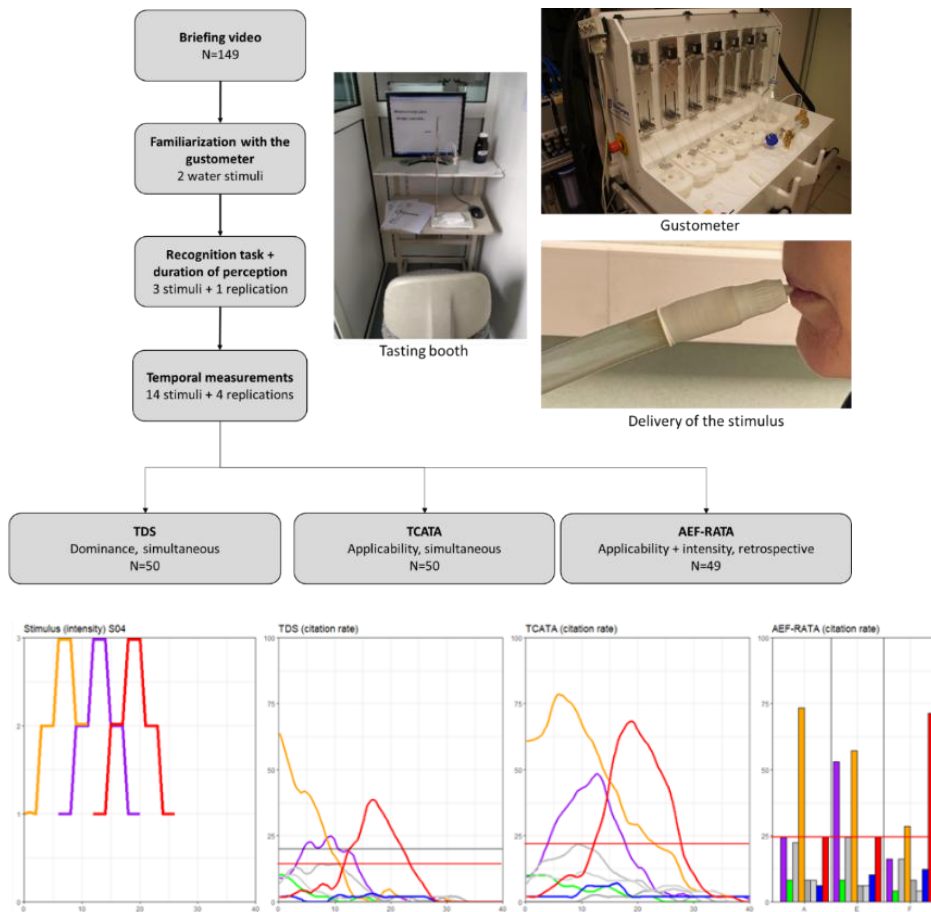 Briefing video
N=149
Familiarization with the
gustometer
2 water stimuli
Recognition task +
duration of perception
3 stimuli + 1 replication
Temporal measurements
14 stimuli + 4 replications
Tasting booth
Gustometer
Delivery of the stimulus
TDS
Dominance, simultaneous
N=50
TCATA
Applicability, simultaneous
N=50
AEF-RATA
Applicability + intensity, retrospective
N=49
Stimulus (intensity) S04
3
2
1
0
10
20
30
40
TDS (citation rate)
75
50
25
0
0
10
20
30
40
TCATA (citation rate)
75
50
25
0
0
10
20
30
40
AEF-RATA (citation rate)
75
50
25
0
A
E
F